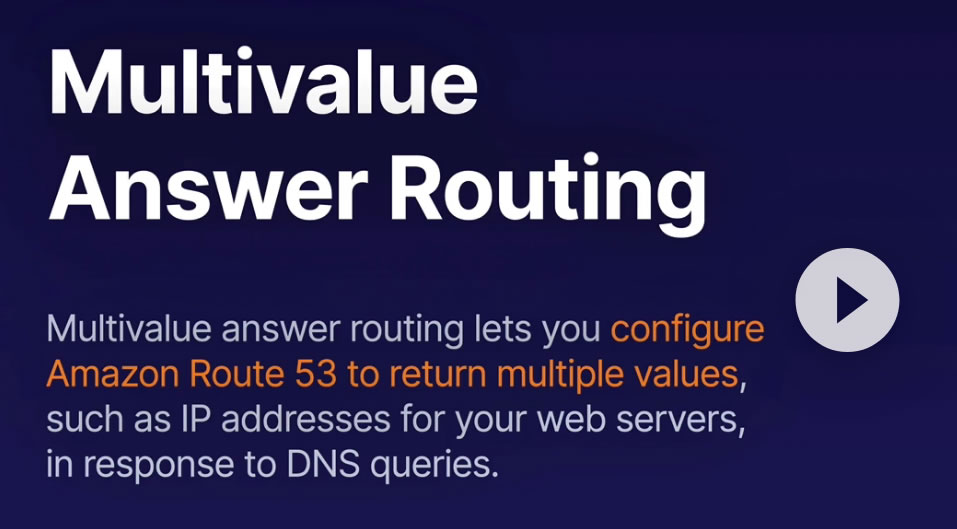 Multivalue
Answer Routing
Multivalue answer routing lets you configure
Amazon Route 53 to return multiple values,
such as IP addresses for your web servers,
in response to DNS queries.